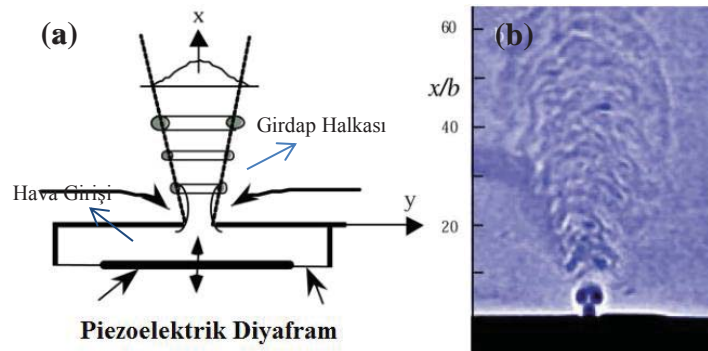 (a)
x
Girdap Halkası
Hava Girişi
y
Piezoelektrik Diyafram
(b)
60
x/b
40
20